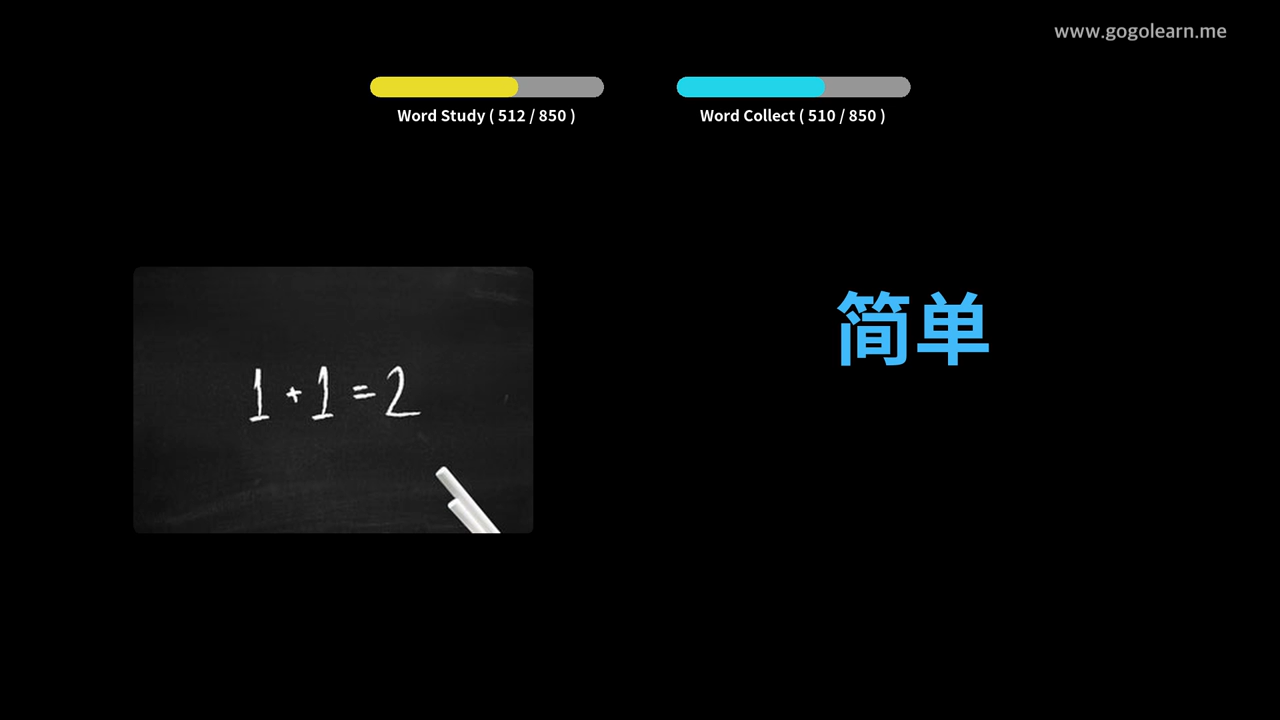 www.gogolearn.me
Word Study ( 512 / 850 )
Word Collect ( 510 / 850 )
简单
1 + 1 = 2